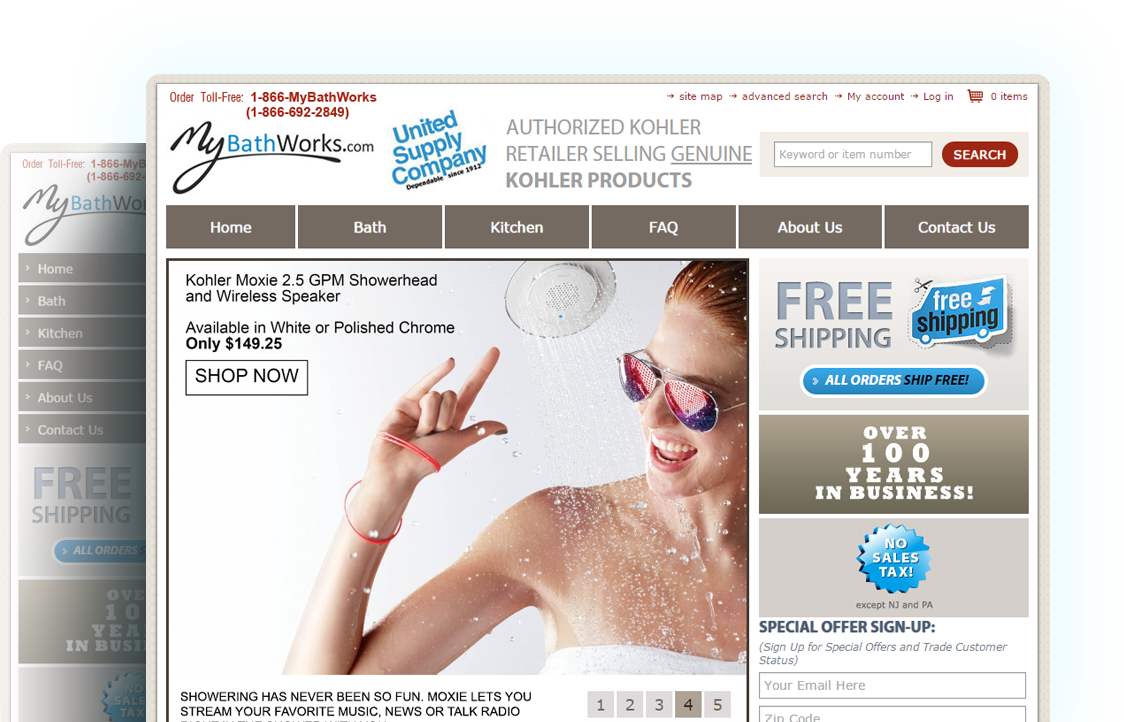 Order Toll-Free: 1-866-MyBathWorks
(1-866-692-2849)
site map
advanced search
My account
Log in
0 items
MyBathWorks.com
United
Supply
Company
Dependable since 1912
AUTHORIZED KOHLER
RETAILER SELLING GENUINE
KOHLER PRODUCTS
Keyword or item number
SEARCH
Home
Bath
Kitchen
FAQ
About Us
Contact Us
Kohler Moxie 2.5 GPM Showerhead
and Wireless Speaker
Available in White or Polished Chrome
Only $149.25
SHOP NOW
SHOWERING HAS NEVER BEEN SO FUN. MOXIE LETS YOU
STREAM YOUR FAVORITE MUSIC, NEWS OR TALK RADIO
1 2 3 4 5
FREE
SHIPPING
free
shipping
ALL ORDERS SHIP FREE!
OVER
100
YEARS
IN BUSINESS!
NO
SALES
TAX!
except NJ and PA
SPECIAL OFFER SIGN-UP:
(Sign Up for Special Offers and Trade Customer
Status)
Your Email Here
Zip Code
Order Toll-Free: 1-866-MyB
(1-866-692-
MyBathWo
Home
Bath
Kitchen
FAQ
About Us
Contact Us
FREE
SHIPPING
ALL ORDERS
OVE
100
YEA
IN BUSI
NO
SALE
TAX